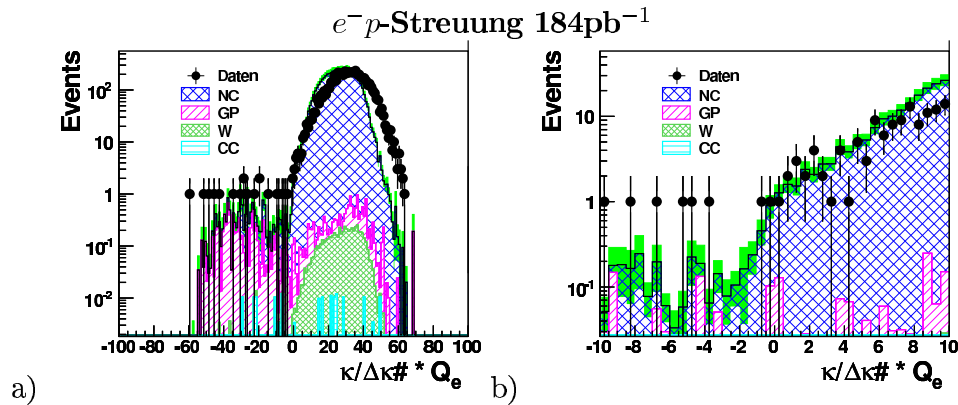 e⁻p-Streuung 184pb⁻¹
Events
10²
10
1
10⁻¹
10⁻²
Daten
NC
GP
W
CC
-100 -80 -60 -40 -20 0 20 40 60 80 100
κ/Δκ# * Qₑ
a)
Events
10
1
10⁻¹
Daten
NC
GP
W
CC
-10 -8 -6 -4 -2 0 2 4 6 8 10
κ/Δκ# * Qₑ
b)